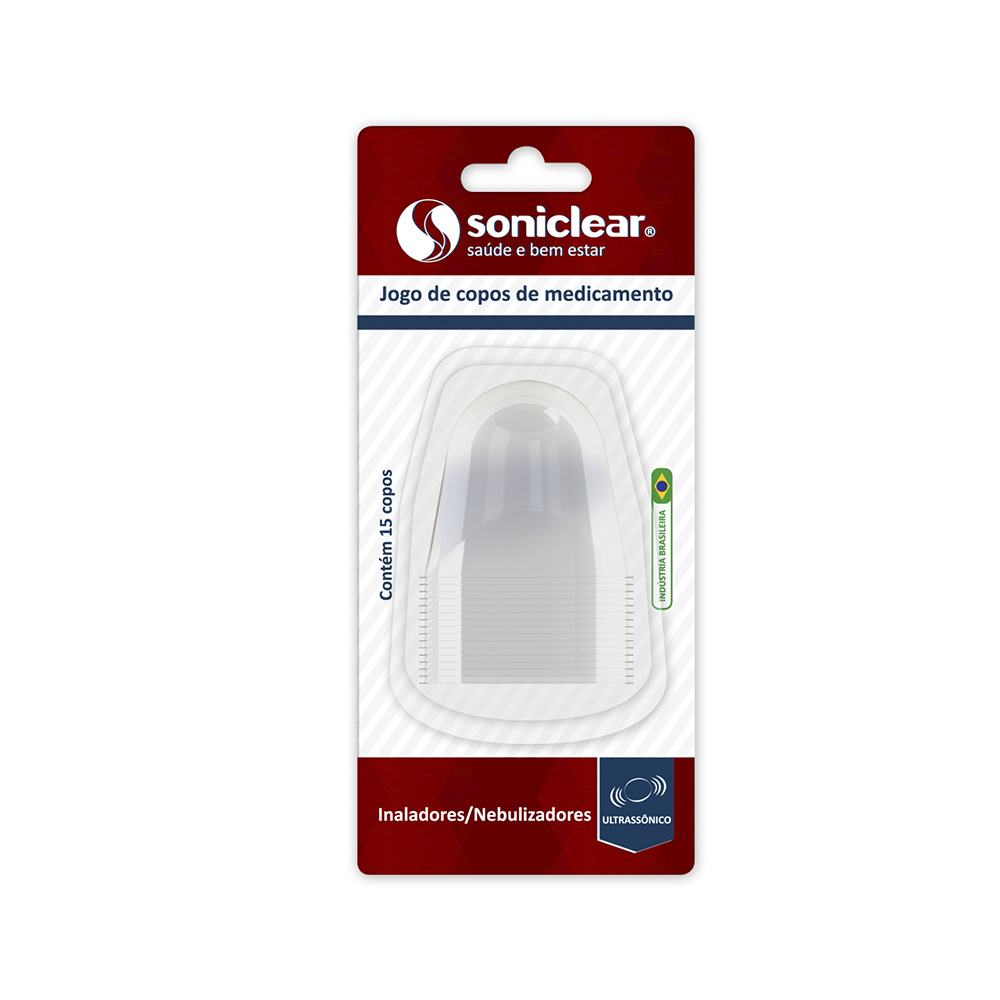 soniclear®
saúde e bem estar
Jogo de copos de medicamento
Contém 15 copos
INDÚSTRIA BRASILEIRA
Inaladores/Nebulizadores
ULTRASSÔNICO